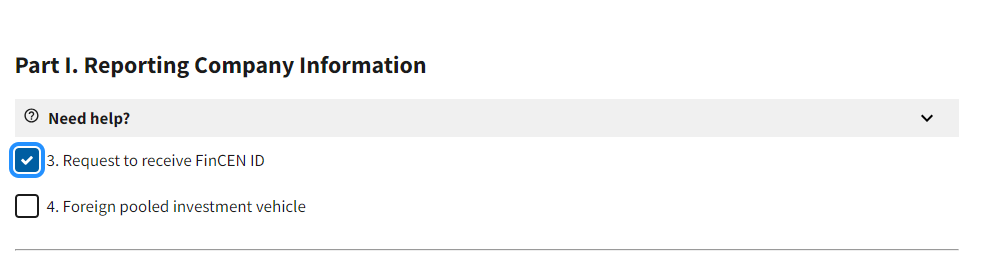 Part I. Reporting Company Information
Need help?
3. Request to receive FinCEN ID
4. Foreign pooled investment vehicle